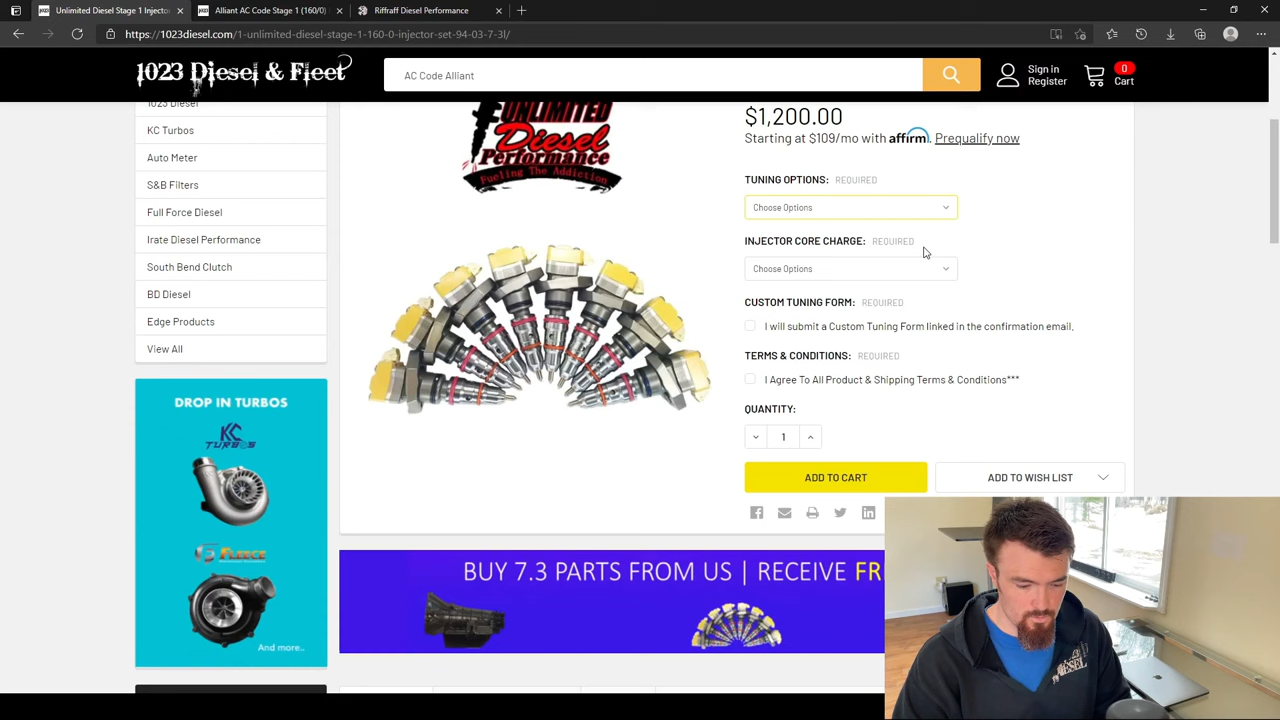 Unlimited Diesel Stage 1 Injector
Alliant AC Code Stage 1 (160/0)
Riffraff Diesel Performance
https://1023diesel.com/1-unlimited-diesel-stage-1-160-0-injector-set-94-03-7-3l/
1023 Diesel & Fleet
AC Code Alliant
Sign in
Register
0
Cart
1023 Diesel
KC Turbos
Auto Meter
S&B Filters
Full Force Diesel
Irate Diesel Performance
South Bend Clutch
BD Diesel
Edge Products
View All
DROP IN TURBOS
KC
TURBOS
FLEECE
And more..
UNLIMITED
Diesel
Performance
Fueling The Addiction
$1,200.00
Starting at $109/mo with affirm. Prequalify now
TUNING OPTIONS: REQUIRED
Choose Options
INJECTOR CORE CHARGE: REQUIRED
Choose Options
CUSTOM TUNING FORM: REQUIRED
I will submit a Custom Tuning Form linked in the confirmation email.
TERMS & CONDITIONS: REQUIRED
I Agree To All Product & Shipping Terms & Conditions***
QUANTITY:
1
ADD TO CART
ADD TO WISH LIST
BUY 7.3 PARTS FROM US | RECEIVE FR
DIESEL